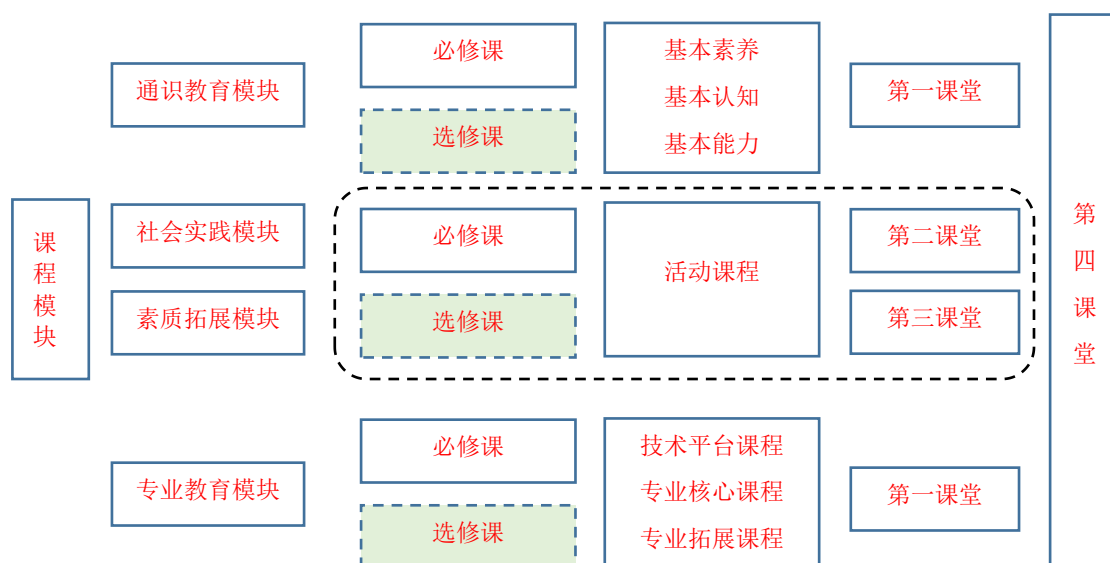 课程模块
通识教育模块
必修课
选修课
基本素养
基本认知
基本能力
第一课堂
社会实践模块
素质拓展模块
必修课
选修课
活动课程
第二课堂
第三课堂
专业教育模块
必修课
选修课
技术平台课程
专业核心课程
专业拓展课程
第一课堂
第四课堂